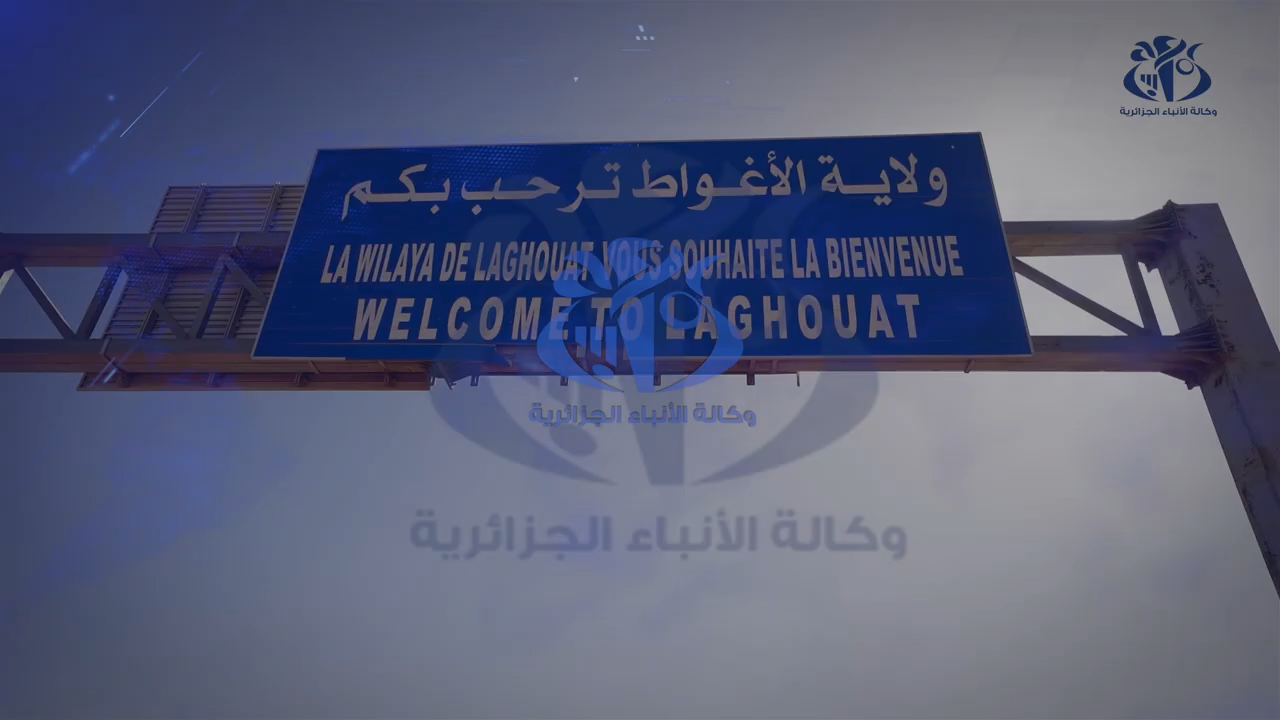 وكالة الأنباء الجزائرية
ولاية الأغواط ترحب بكم
LA WILAYA DE LAGHOUAT VOUS SOUHAITE LA BIENVENUE
WELCOME TO LAGHOUAT
وكالة الأنباء الجزائرية
وكالة الأنباء الجزائرية